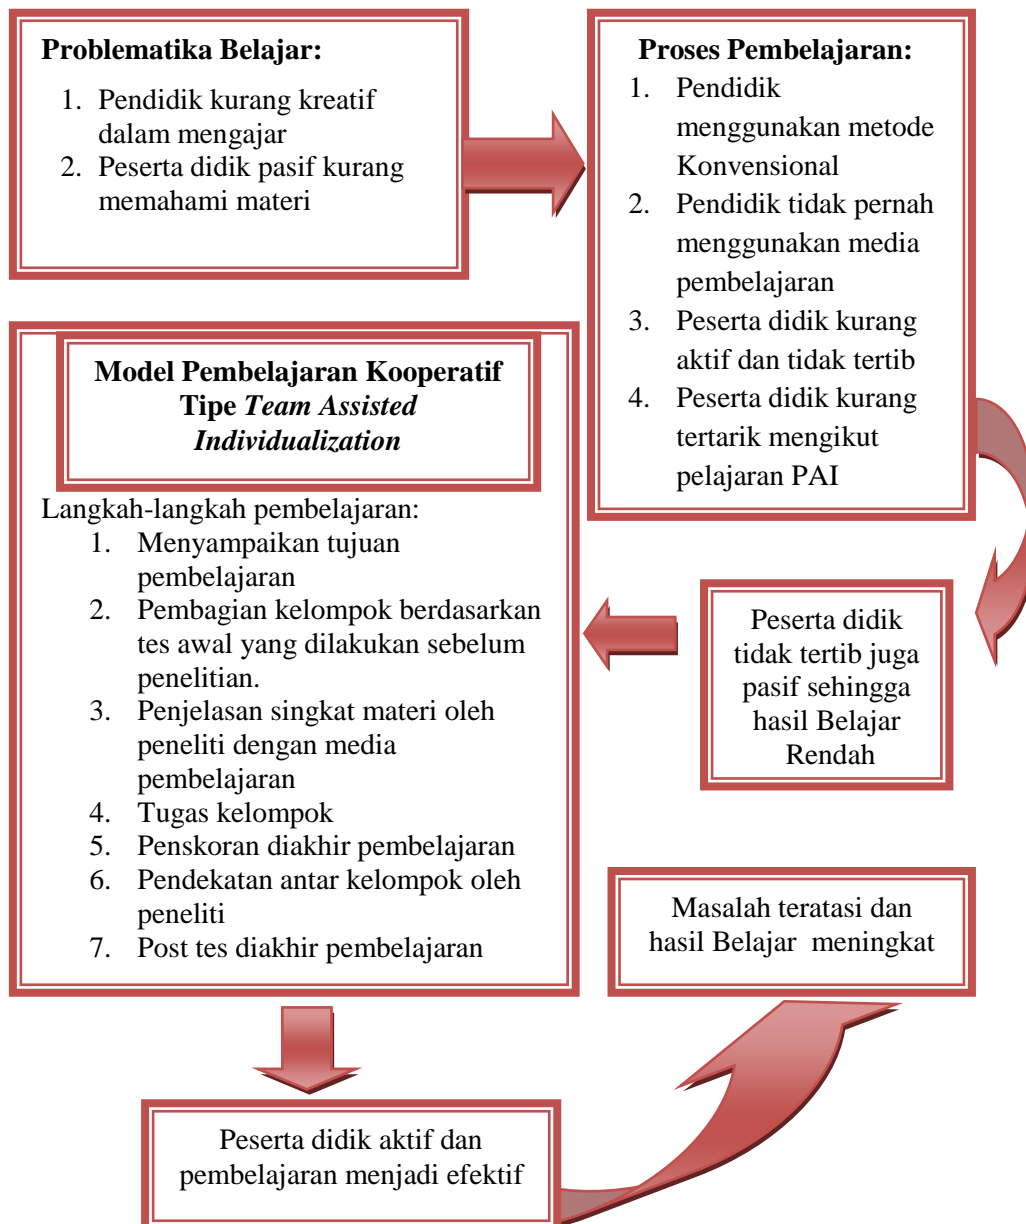 Problematika Belajar:
1. Pendidik kurang kreatif
dalam mengajar
2. Peserta didik pasif kurang
memahami materi
Proses Pembelajaran:
1. Pendidik
menggunakan metode
Konvensional
2. Pendidik tidak pernah
menggunakan media
pembelajaran
3. Peserta didik kurang
aktif dan tidak tertib
4. Peserta didik kurang
tertarik mengikut
pelajaran PAI
Peserta didik
tidak tertib juga
pasif sehingga
hasil Belajar
Rendah
Model Pembelajaran Kooperatif
Tipe Team Assisted
Individualization
Langkah-langkah pembelajaran:
1. Menyampaikan tujuan
pembelajaran
2. Pembagian kelompok berdasarkan
tes awal yang dilakukan sebelum
penelitian.
3. Penjelasan singkat materi oleh
peneliti dengan media
pembelajaran
4. Tugas kelompok
5. Penskoran diakhir pembelajaran
6. Pendekatan antar kelompok oleh
peneliti
7. Post tes diakhir pembelajaran
Peserta didik aktif dan
pembelajaran menjadi efektif
Masalah teratasi dan
hasil Belajar meningkat